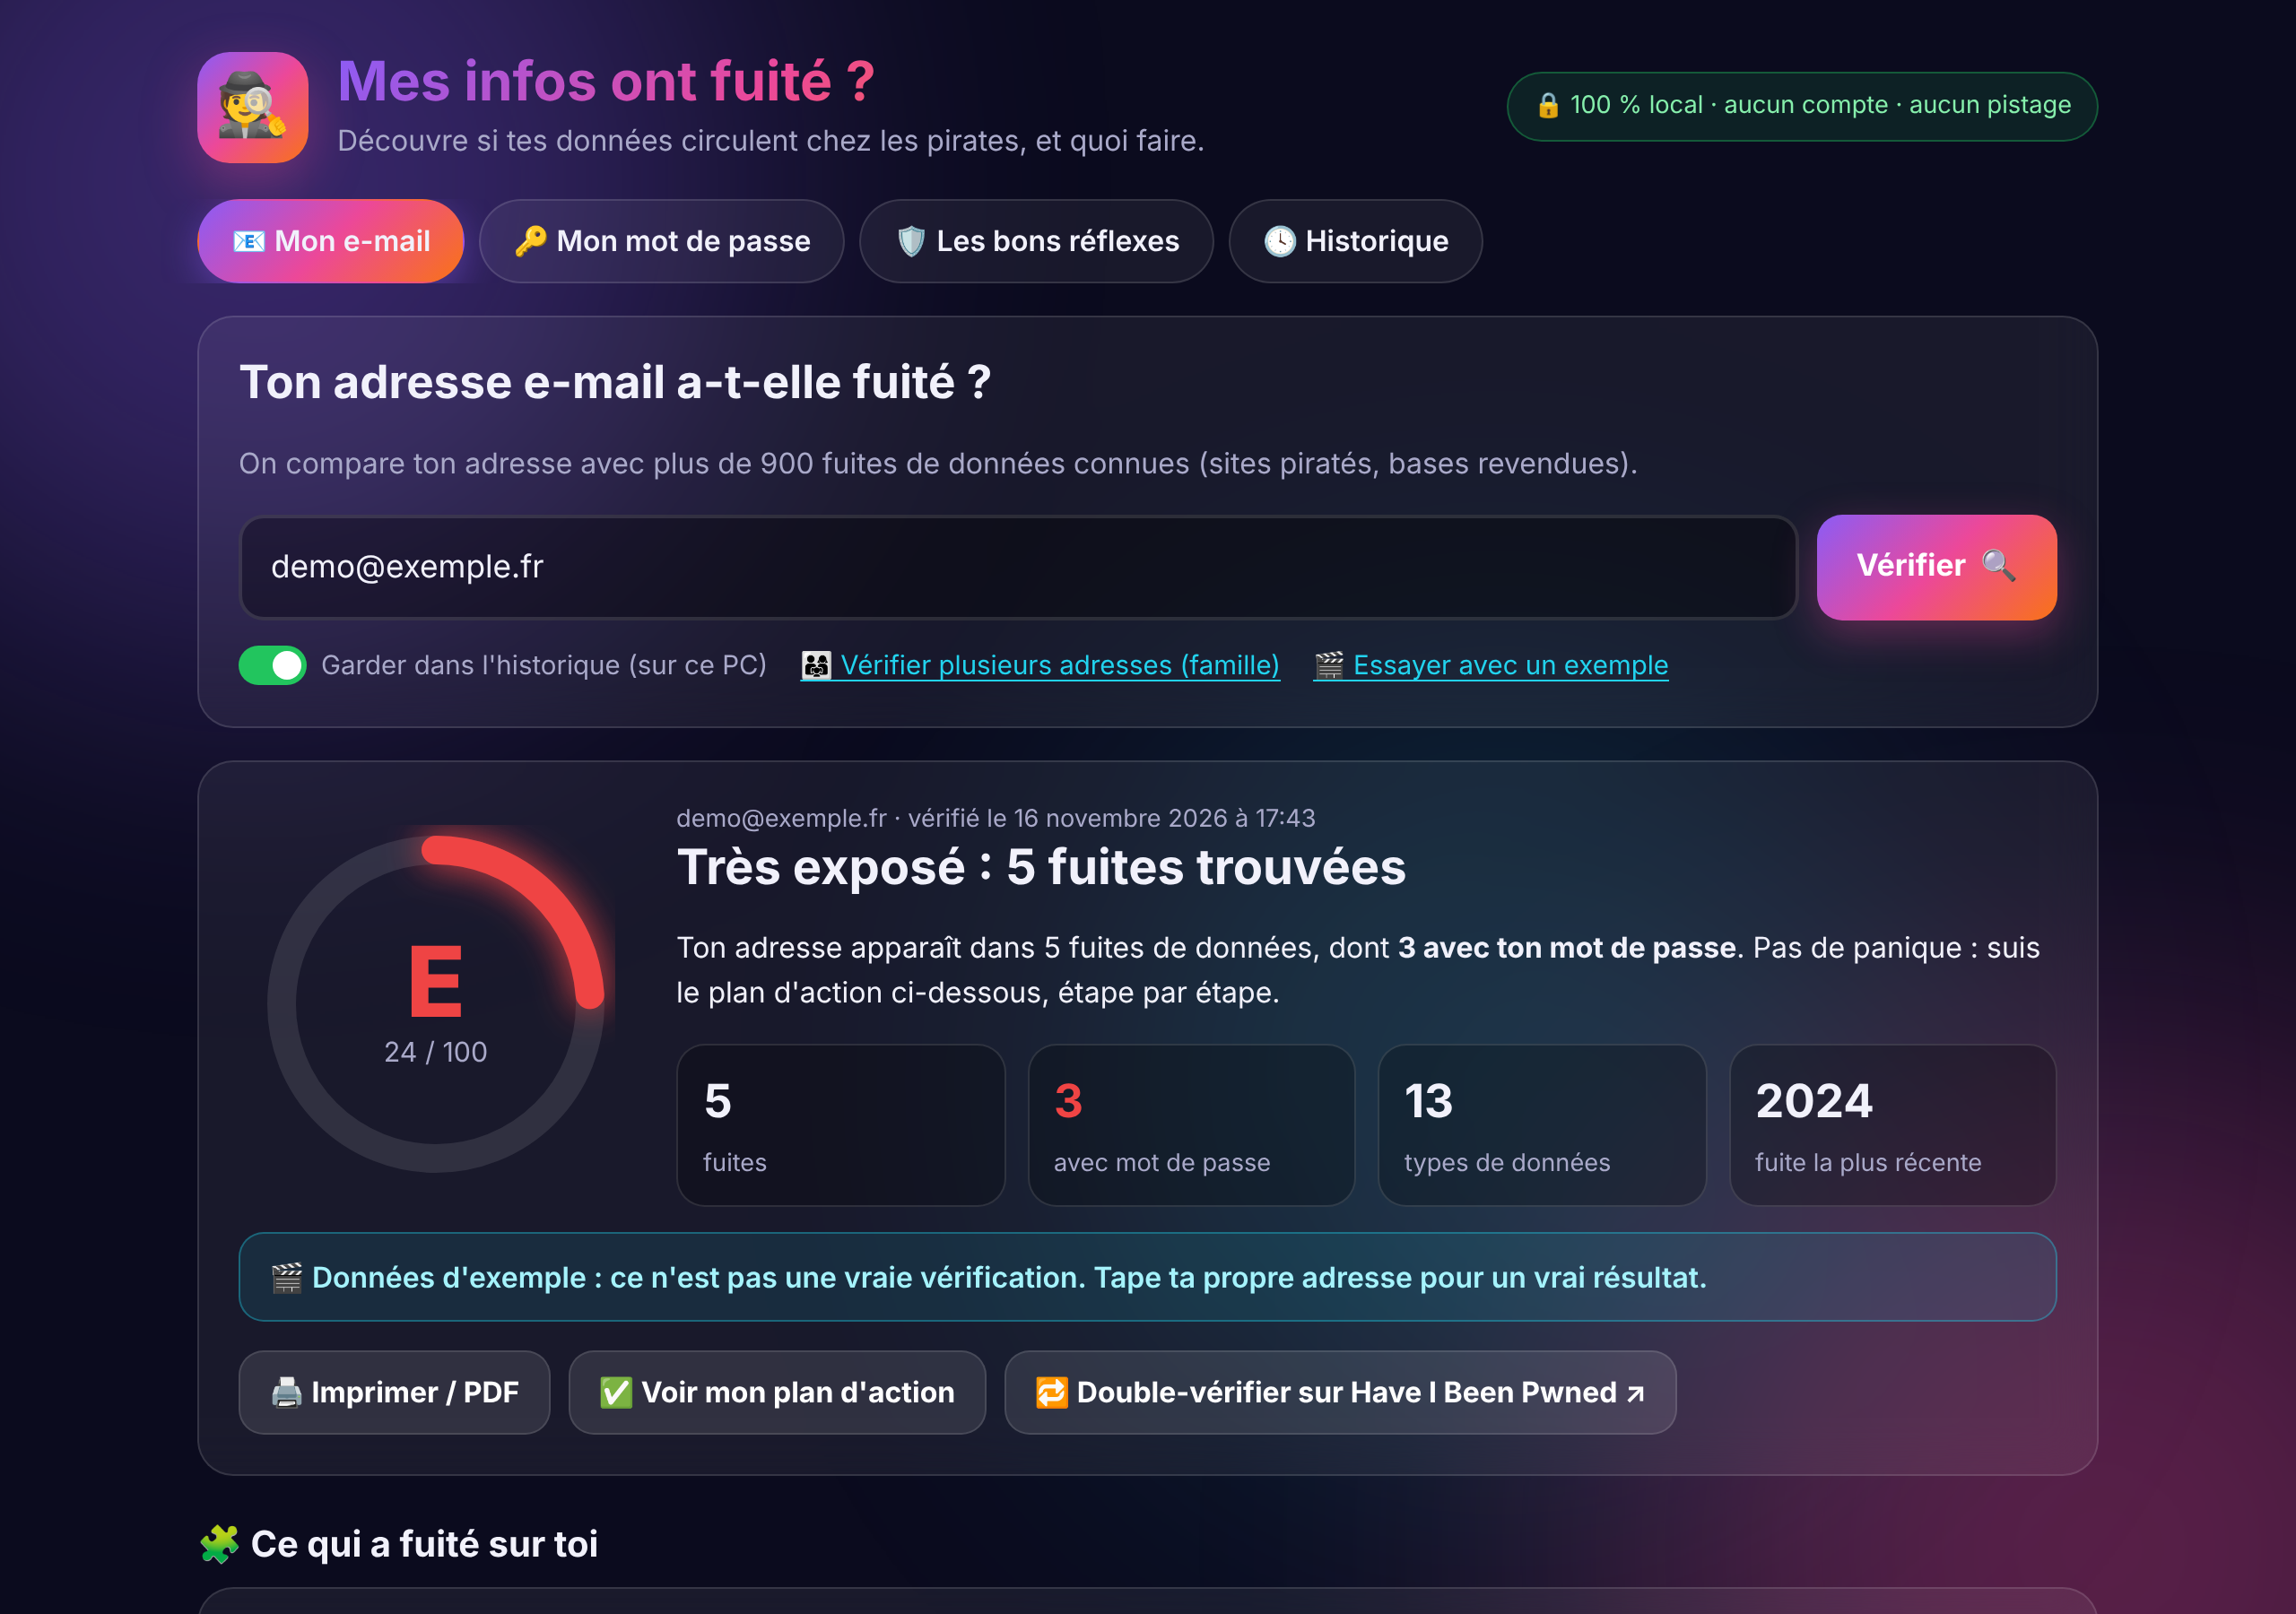 Mes infos ont fuité ?
Découvre si tes données circulent chez les pirates, et quoi faire.
🔒 100 % local · aucun compte · aucun pistage
📧 Mon e-mail
🔑 Mon mot de passe
🛡️ Les bons réflexes
🕓 Historique
Ton adresse e-mail a-t-elle fuité ?
On compare ton adresse avec plus de 900 fuites de données connues (sites piratés, bases revendues).
demo@exemple.fr
Vérifier 🔍
Garder dans l'historique (sur ce PC)
👨‍👩‍👧 Vérifier plusieurs adresses (famille)
🎬 Essayer avec un exemple
demo@exemple.fr · vérifié le 16 novembre 2026 à 17:43
Très exposé : 5 fuites trouvées
Ton adresse apparaît dans 5 fuites de données, dont 3 avec ton mot de passe. Pas de panique : suis
le plan d'action ci-dessous, étape par étape.
E
24 / 100
5
fuites
3
avec mot de passe
13
types de données
2024
fuite la plus récente
🎬 Données d'exemple : ce n'est pas une vraie vérification. Tape ta propre adresse pour un vrai résultat.
🖨️ Imprimer / PDF
✅ Voir mon plan d'action
🔁 Double-vérifier sur Have I Been Pwned ↗
🧩 Ce qui a fuité sur toi